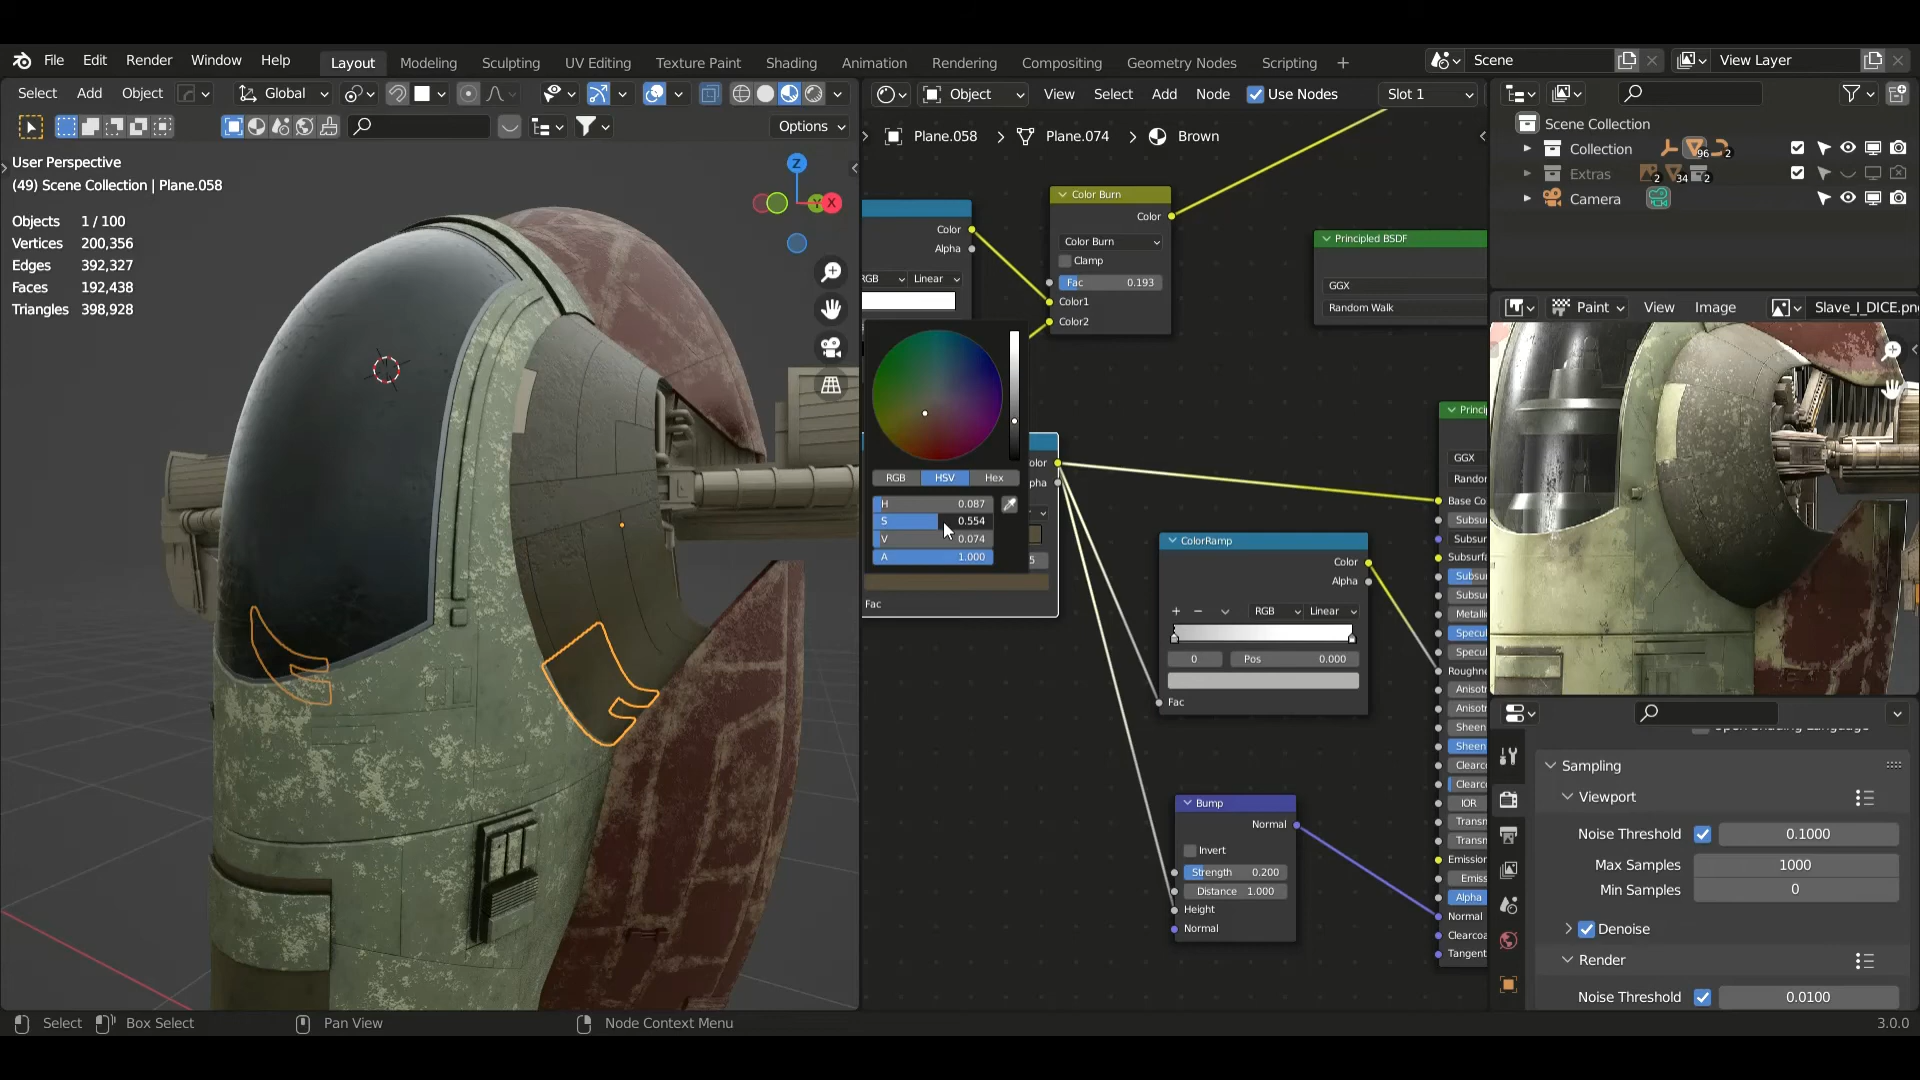 File Edit Render Window Help Layout Modeling Sculpting UV Editing Texture Paint Shading Animation Rendering Compositing Geometry Nodes Scripting + Scene View Layer
Select Add Object Global Object View Select Add Node Use Nodes Slot 1
Options
Plane.058 > Plane.074 > Brown
User Perspective
(49) Scene Collection | Plane.058
Objects 1 / 100
Vertices 200,356
Edges 392,327
Faces 192,438
Triangles 398,928
Z
Y
X
Color
Alpha
RGB Linear
Color Burn
Color
Color Burn
Clamp
Fac 0.193
Color1
Color2
Principled BSDF
GGX
Random Walk
RGB HSV Hex
H 0.087
S 0.554
V 0.074
A 1.000
Fac
ColorRamp
Color
Alpha
+ − RGB Linear
0 Pos 0.000
Fac
Bump
Normal
Invert
Strength 0.200
Distance 1.000
Height
Normal
GGX
Base Co
Metallic
IOR
Alpha
Normal
Tangent
Scene Collection
Collection 96 2
Extras 2 34 2
Camera
Paint View Image Slave_I_DICE.pn
Sampling
Viewport
Noise Threshold 0.1000
Max Samples 1000
Min Samples 0
Denoise
Render
Noise Threshold 0.0100
Select Box Select Pan View Node Context Menu 3.0.0